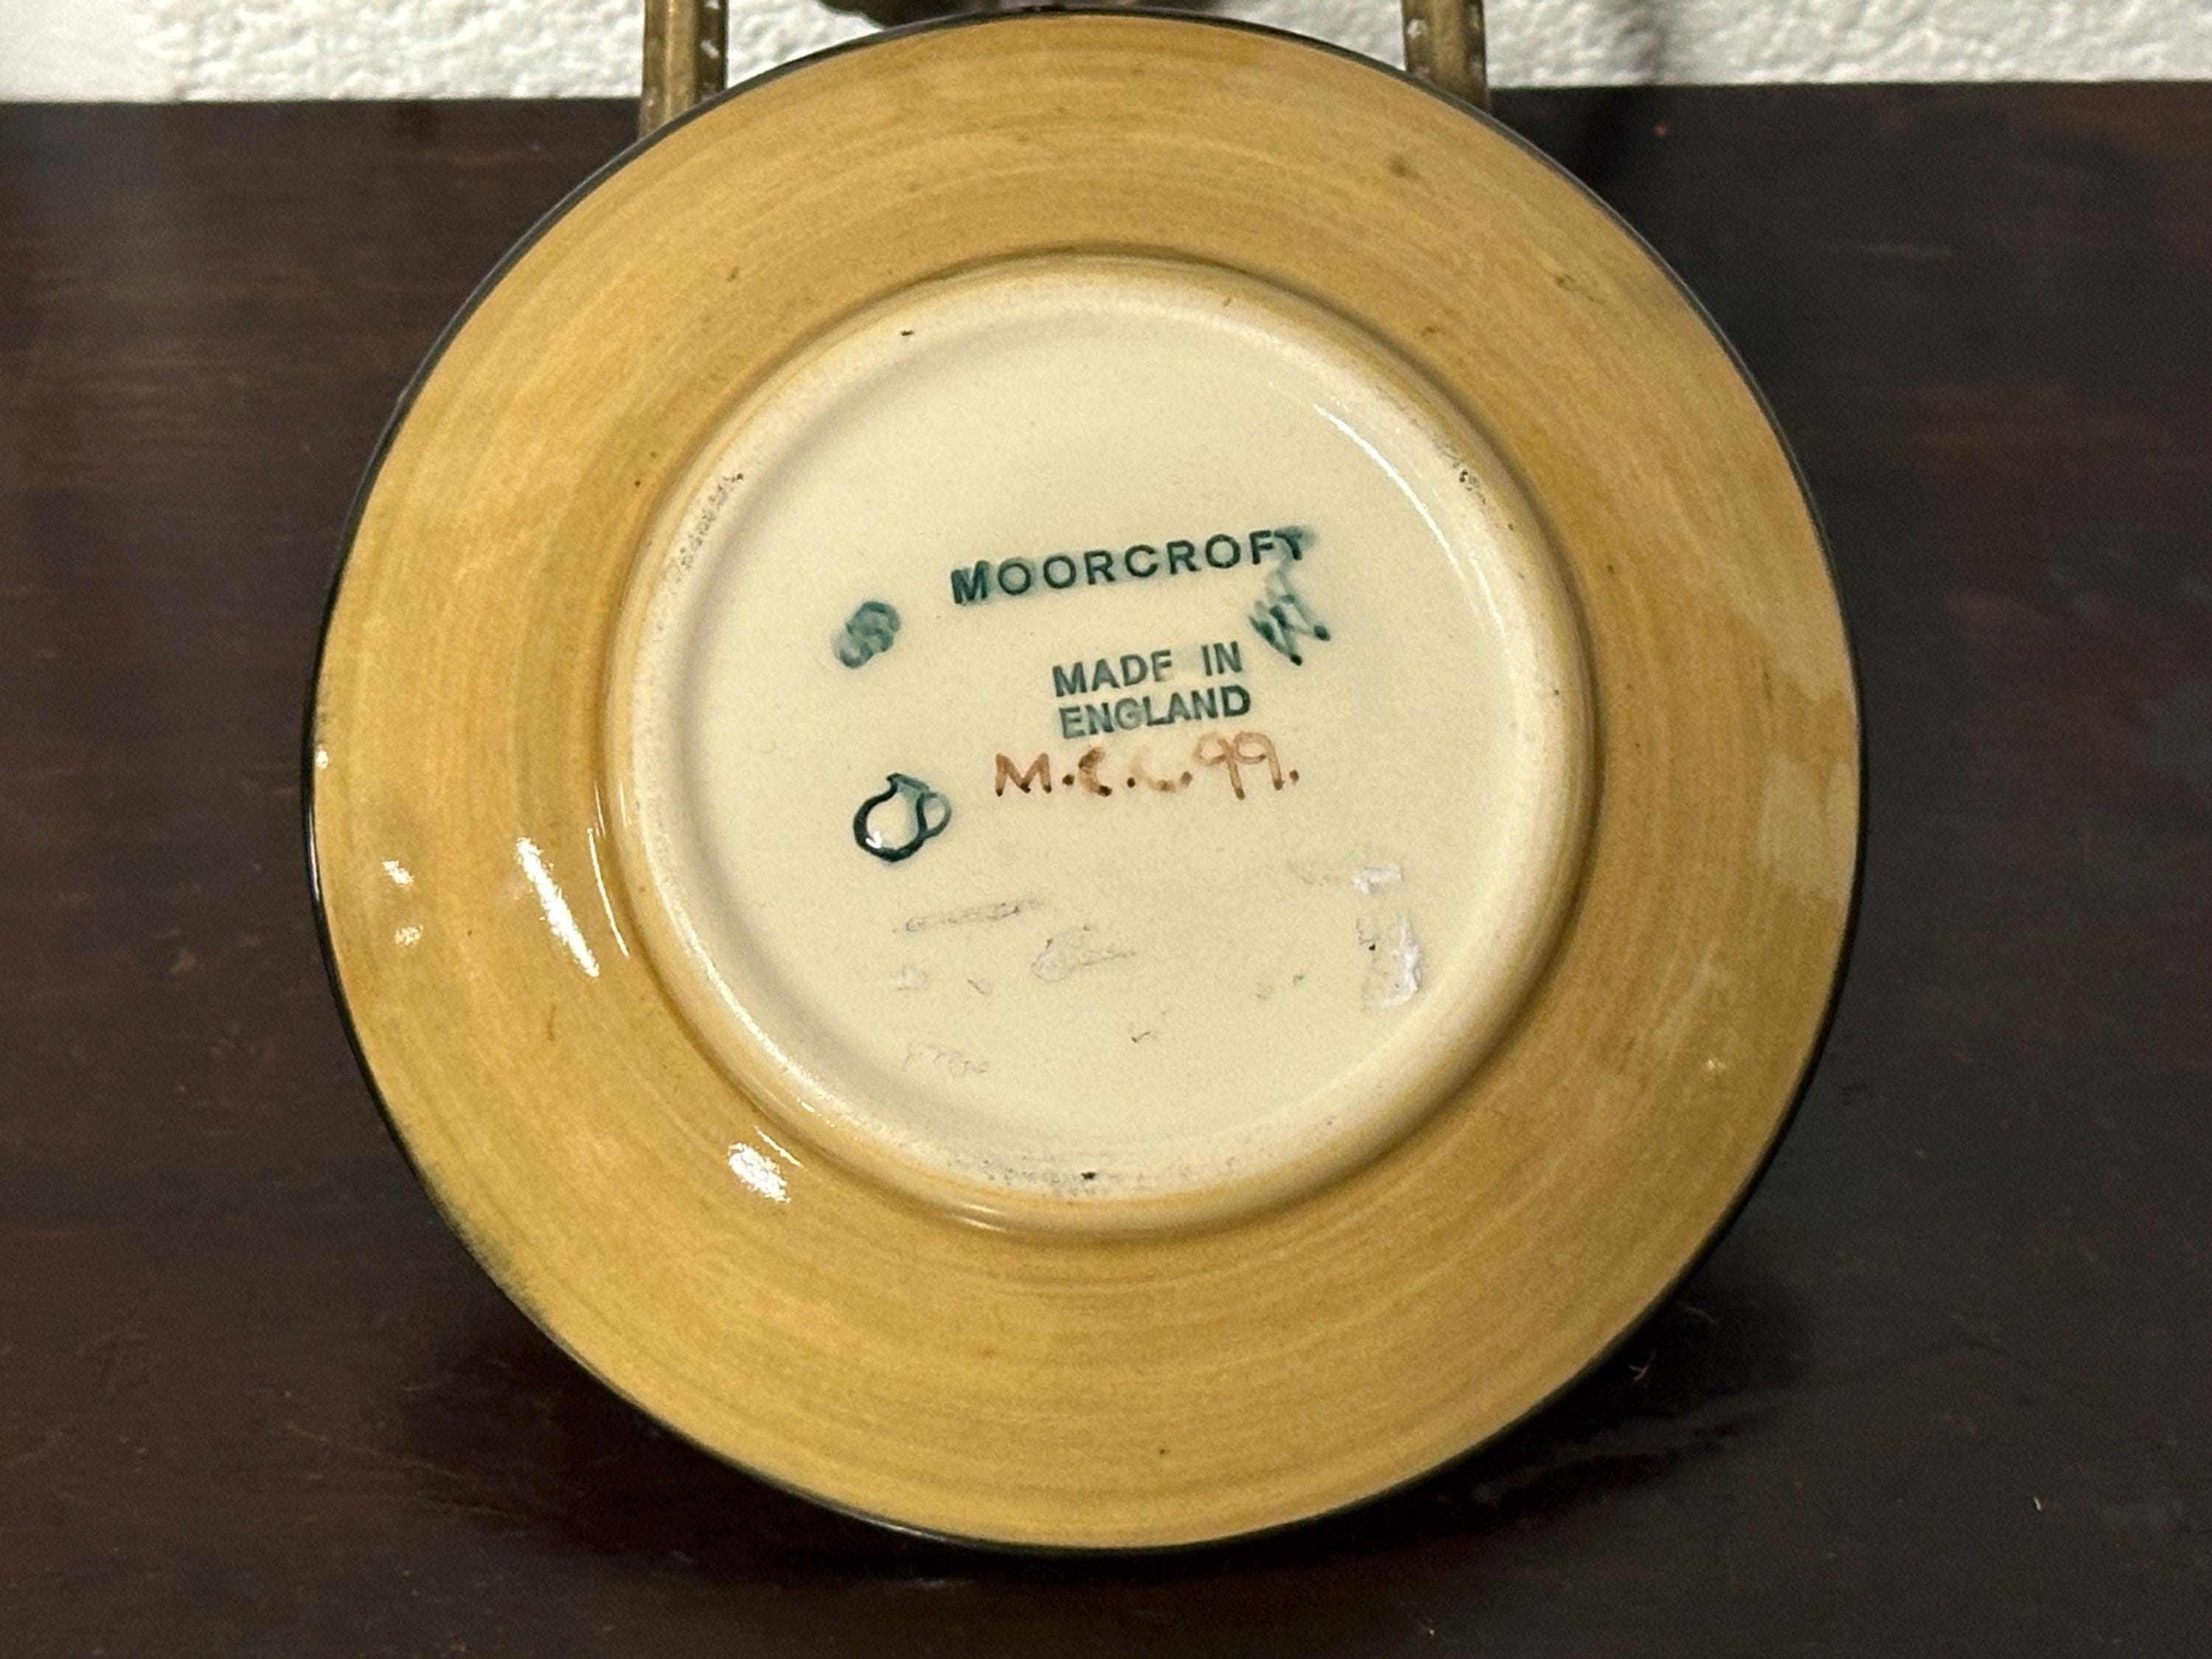 MOORCROFT
MADE IN
ENGLAND
M.C.C.99.